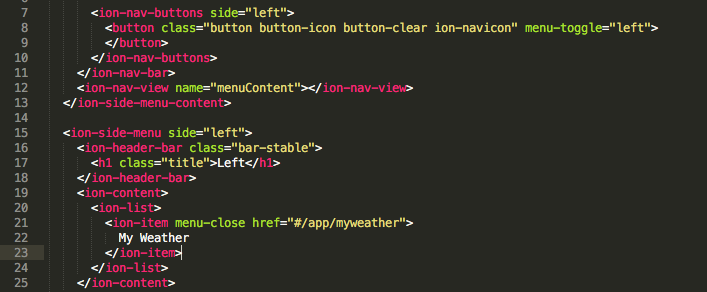 7 <ion-nav-buttons side="left">
8 <button class="button button-icon button-clear ion-navicon" menu-toggle="left">
9 </button>
10 </ion-nav-buttons>
11 </ion-nav-bar>
12 <ion-nav-view name="menuContent"></ion-nav-view>
13 </ion-side-menu-content>
14
15 <ion-side-menu side="left">
16 <ion-header-bar class="bar-stable">
17 <h1 class="title">Left</h1>
18 </ion-header-bar>
19 <ion-content>
20 <ion-list>
21 <ion-item menu-close href="#/app/myweather">
22 My Weather
23 </ion-item>
24 </ion-list>
25 </ion-content>